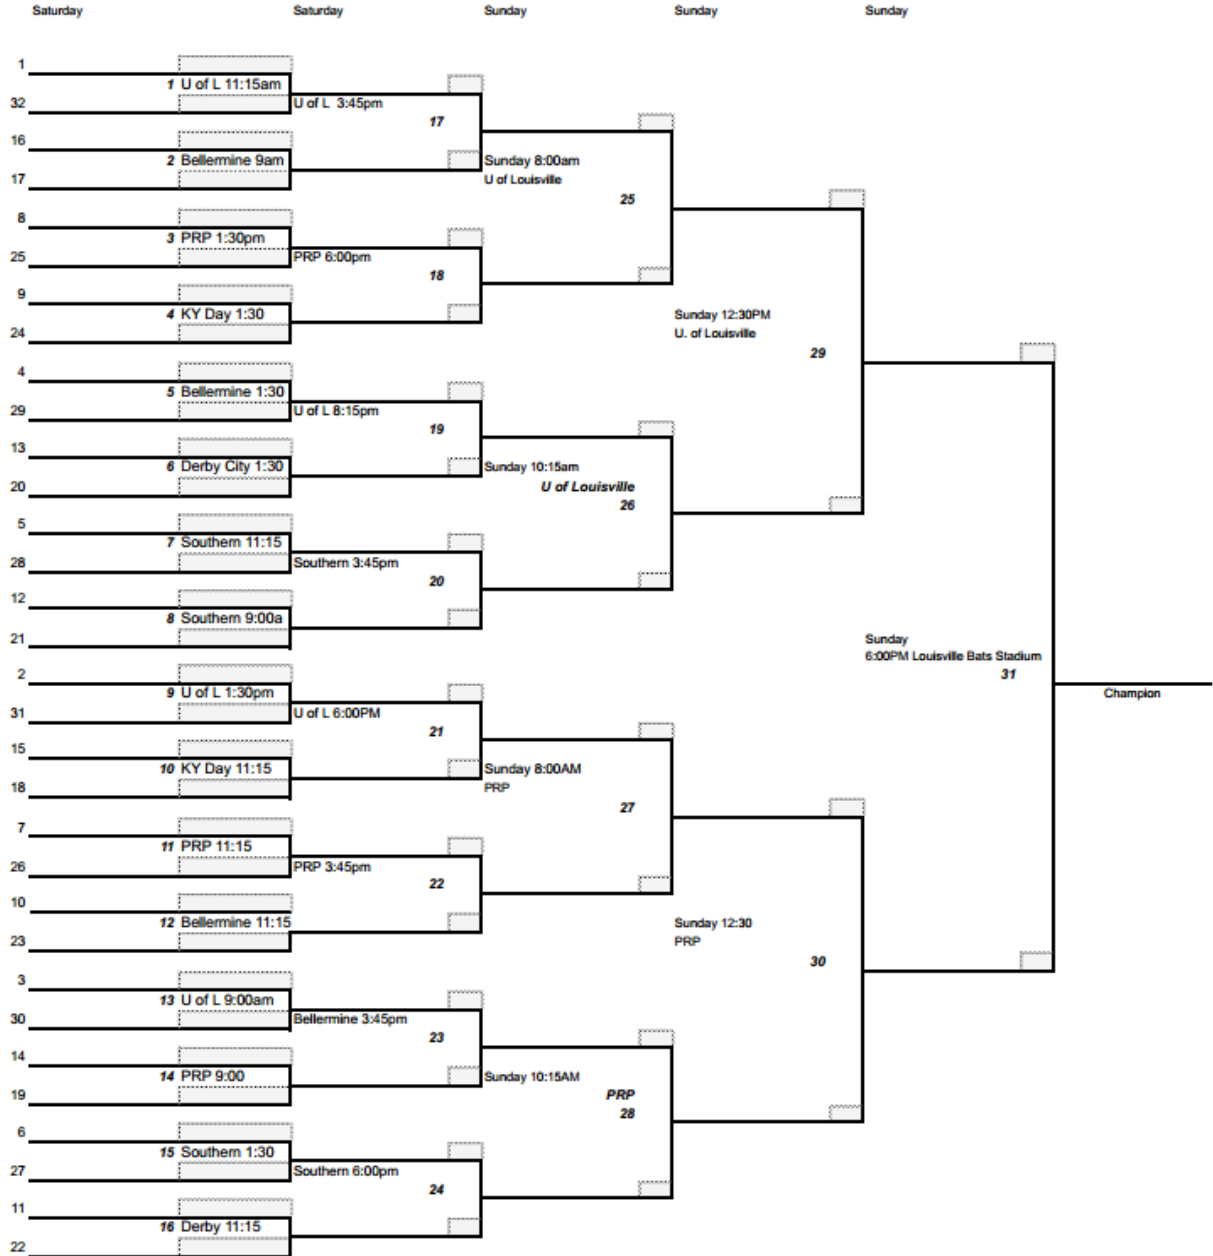 Saturday Saturday Sunday Sunday Sunday
1
1 U of L 11:15am
32
U of L 3:45pm
17
16
2 Bellermine 9am
17
Sunday 8:00am
U of Louisville
25
8
3 PRP 1:30pm
25
PRP 6:00pm
18
9
4 KY Day 1:30
24
Sunday 12:30PM
U. of Louisville
29
4
5 Bellermine 1:30
29
U of L 8:15pm
19
13
6 Derby City 1:30
20
Sunday 10:15am
U of Louisville
26
5
7 Southern 11:15
28
Southern 3:45pm
20
12
8 Southern 9:00a
21
Sunday
6:00PM Louisville Bats Stadium
31
Champion
2
9 U of L 1:30pm
31
U of L 6:00PM
21
15
10 KY Day 11:15
18
Sunday 8:00AM
PRP
27
7
11 PRP 11:15
26
PRP 3:45pm
22
10
12 Bellermine 11:15
23
Sunday 12:30
PRP
30
3
13 U of L 9:00am
30
Bellermine 3:45pm
23
14
14 PRP 9:00
19
Sunday 10:15AM
PRP
28
6
15 Southern 1:30
27
Southern 6:00pm
24
11
16 Derby 11:15
22